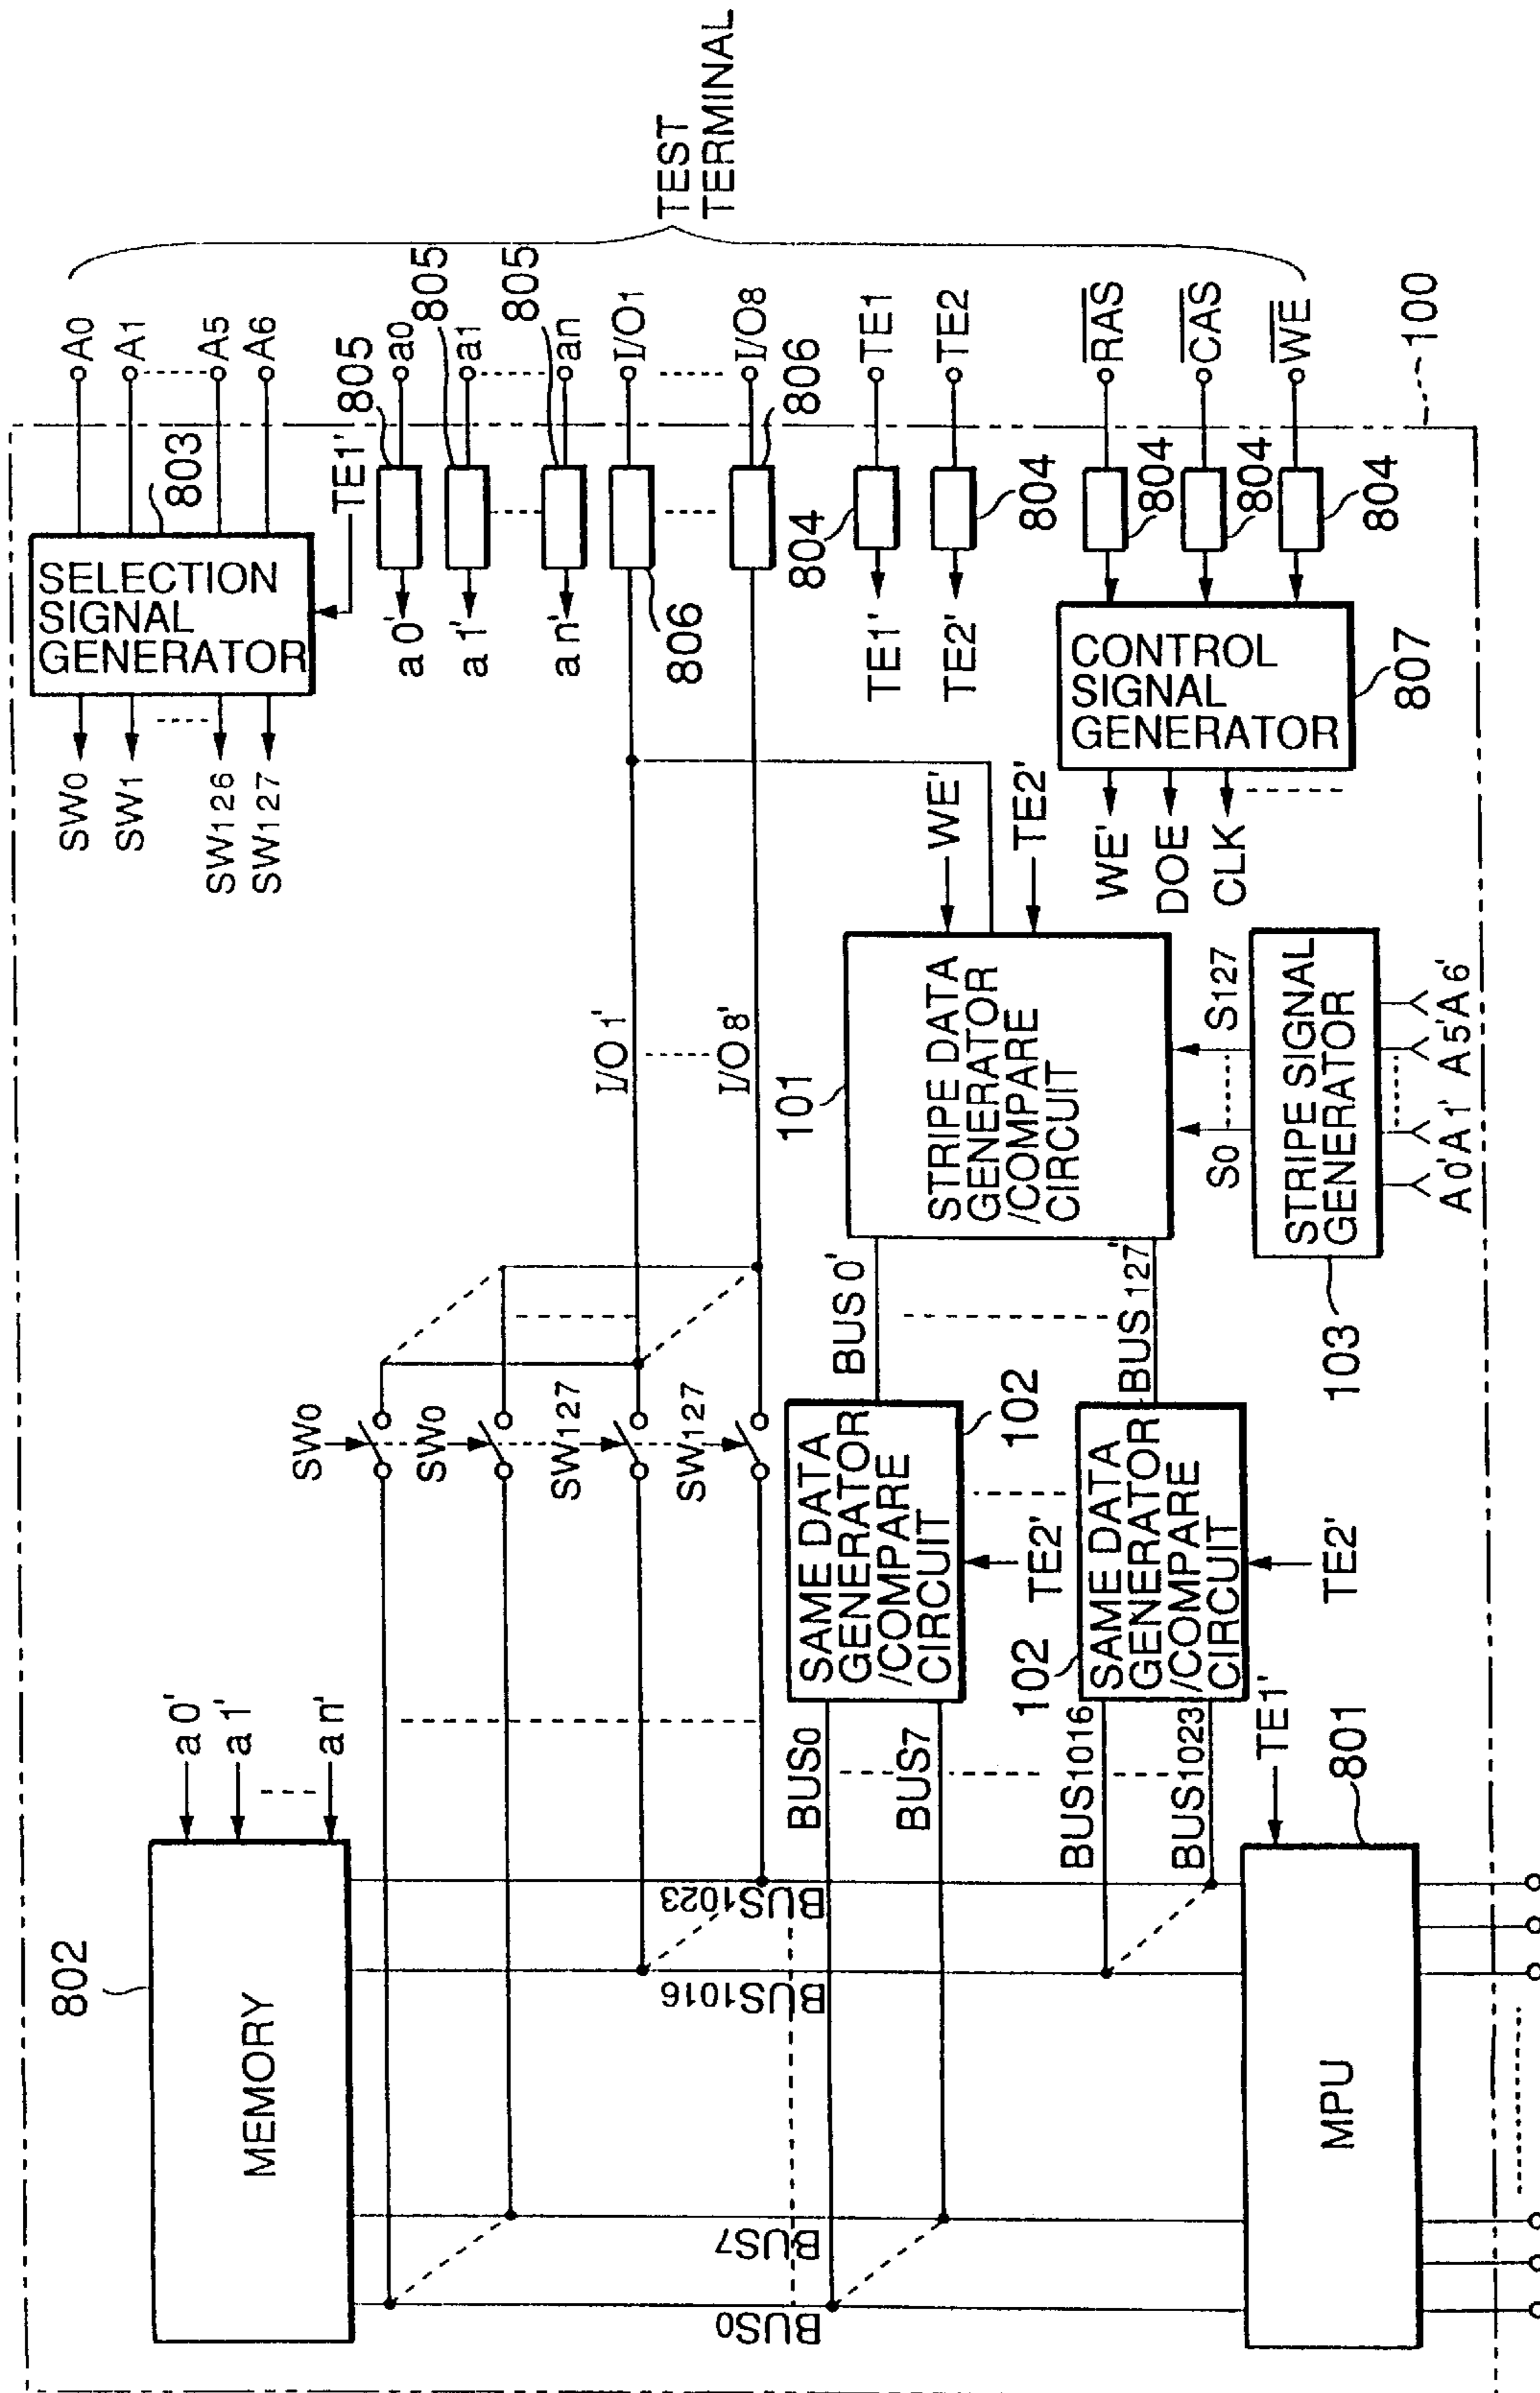 TEST
TERMINAL
A0
A1
A5
A6
805
a0
805
a1
805
an
I/O1
I/O8
806
TE1
TE2
RAS
CAS
WE
100
803
SELECTION
SIGNAL
GENERATOR
TE1'
SW0
SW1
SW126
SW127
a0'
a1'
an'
806
804
804
TE1'
TE2'
804
804
804
CONTROL
SIGNAL
GENERATOR
807
WE'
DOE
CLK
WE'
TE2'
I/O1'
I/O8'
101
STRIPE DATA
GENERATOR
/COMPARE
CIRCUIT
S0
S127
STRIPE SIGNAL
GENERATOR
A0' A1' A5' A6'
103
BUS0'
BUS127'
SW0
SW0
SW127
SW127
SAME DATA
GENERATOR
/COMPARE
CIRCUIT
102
TE2'
SAME DATA
GENERATOR
/COMPARE
CIRCUIT
102
TE2'
a0'
a1'
an'
BUS0
BUS7
BUS1016
BUS1023
TE1'
801
802
MEMORY
BUS1023
BUS1016
BUS7
BUS0
MPU